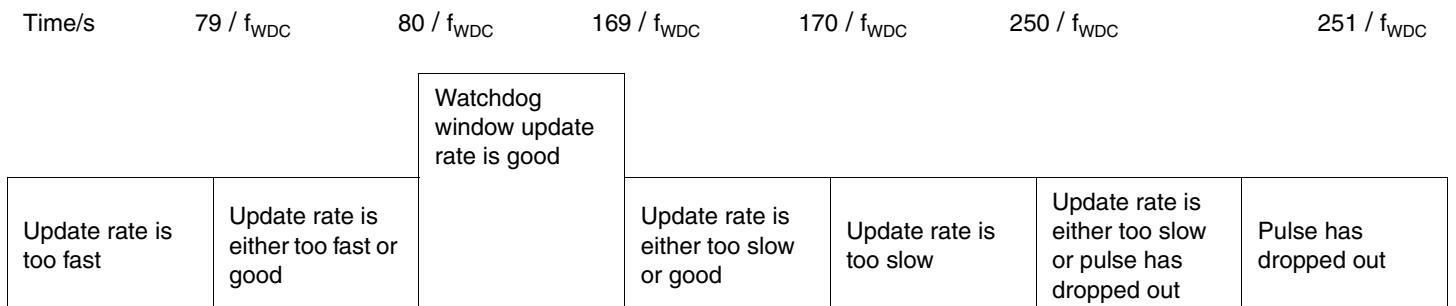 Time/s 79 / fWDC 80 / fWDC 169 / fWDC 170 / fWDC 250 / fWDC 251 / fWDC
Watchdog
window update
rate is good
Update rate is
too fast
Update rate is
either too fast or
good
Update rate is
either too slow
or good
Update rate is
too slow
Update rate is
either too slow
or pulse has
dropped out
Pulse has
dropped out